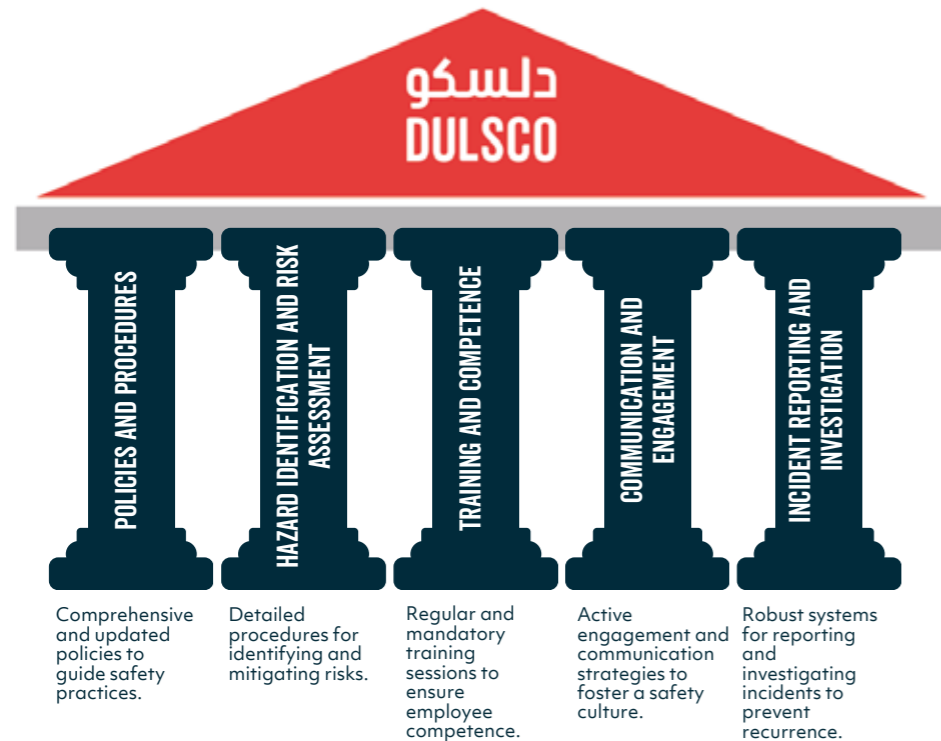 دلسكو
DULSCO
POLICIES AND PROCEDURES
HAZARD IDENTIFICATION AND RISK
ASSESSMENT
TRAINING AND COMPETENCE
COMMUNICATION AND
ENGAGEMENT
INCIDENT REPORTING AND
INVESTIGATION
Comprehensive
and updated
policies to
guide safety
practices.
Detailed
procedures for
identifying and
mitigating risks.
Regular and
mandatory
training
sessions to
ensure
employee
competence.
Active
engagement and
communication
strategies to
foster a safety
culture.
Robust systems
for reporting
and
investigating
incidents to
prevent
recurrence.